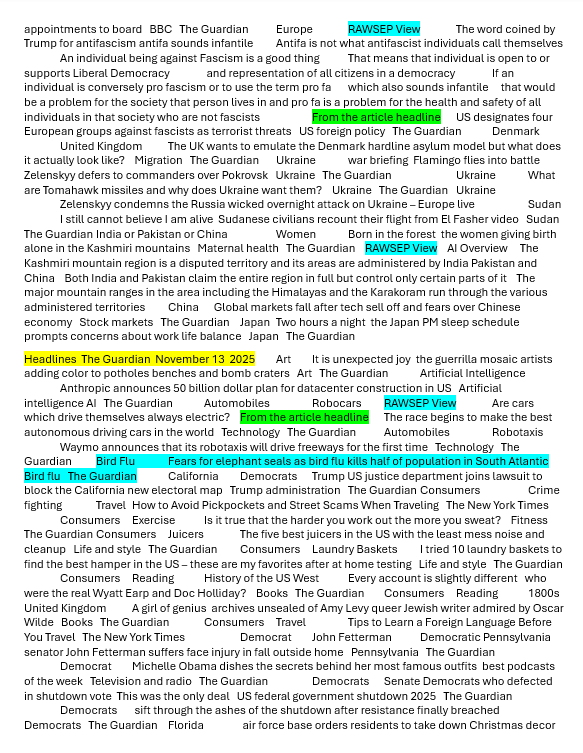 appointments to board BBC The Guardian Europe RAWSEP View The word coined by
Trump for antifascism antifa sounds infantile Antifa is not what antifascist individuals call themselves
An individual being against Fascism is a good thing That means that individual is open to or
supports Liberal Democracy and representation of all citizens in a democracy If an
individual is conversely pro fascism or to use the term pro fa which also sounds infantile that would
be a problem for the society that person lives in and pro fa is a problem for the health and safety of all
individuals in that society who are not fascists From the article headline US designates four
European groups against fascists as terrorist threats US foreign policy The Guardian Denmark
United Kingdom The UK wants to emulate the Denmark hardline asylum model but what does
it actually look like? Migration The Guardian Ukraine war briefing Flamingo flies into battle
Zelenskyy defers to commanders over Pokrovsk Ukraine The Guardian Ukraine What
are Tomahawk missiles and why does Ukraine want them? Ukraine The Guardian Ukraine
Zelenskyy condemns the Russia wicked overnight attack on Ukraine – Europe live Sudan
I still cannot believe I am alive Sudanese civilians recount their flight from El Fasher video Sudan
The Guardian India or Pakistan or China Women Born in the forest the women giving birth
alone in the Kashmiri mountains Maternal health The Guardian RAWSEP View AI Overview The
Kashmiri mountain region is a disputed territory and its areas are administered by India Pakistan and
China Both India and Pakistan claim the entire region in full but control only certain parts of it The
major mountain ranges in the area including the Himalayas and the Karakoram run through the various
administered territories China Global markets fall after tech sell off and fears over Chinese
economy Stock markets The Guardian Japan Two hours a night the Japan PM sleep schedule
prompts concerns about work life balance Japan The Guardian
Headlines The Guardian November 13 2025 Art It is unexpected joy the guerrilla mosaic artists
adding color to potholes benches and bomb craters Art The Guardian Artificial Intelligence
Anthropic announces 50 billion dollar plan for datacenter construction in US Artificial
intelligence AI The Guardian Automobiles Robocars RAWSEP View Are cars
which drive themselves always electric? From the article headline The race begins to make the best
autonomous driving cars in the world Technology The Guardian Automobiles Robotaxis
Waymo announces that its robotaxis will drive freeways for the first time Technology The
Guardian Bird Flu Fears for elephant seals as bird flu kills half of population in South Atlantic
Bird flu The Guardian California Democrats Trump US justice department joins lawsuit to
block the California new electoral map Trump administration The Guardian Consumers Crime
fighting Travel How to Avoid Pickpockets and Street Scams When Traveling The New York Times
Consumers Exercise Is it true that the harder you work out the more you sweat? Fitness
The Guardian Consumers Juicers The five best juicers in the US with the least mess noise and
cleanup Life and style The Guardian Consumers Laundry Baskets I tried 10 laundry baskets to
find the best hamper in the US – these are my favorites after at home testing Life and style The Guardian
Consumers Reading History of the US West Every account is slightly different who
were the real Wyatt Earp and Doc Holliday? Books The Guardian Consumers Reading 1800s
United Kingdom A girl of genius archives unsealed of Amy Levy queer Jewish writer admired by Oscar
Wilde Books The Guardian Consumers Travel Tips to Learn a Foreign Language Before
You Travel The New York Times Democrat John Fetterman Democratic Pennsylvania
senator John Fetterman suffers face injury in fall outside home Pennsylvania The Guardian
Democrat Michelle Obama dishes the secrets behind her most famous outfits best podcasts
of the week Television and radio The Guardian Democrats Senate Democrats who defected
in shutdown vote This was the only deal US federal government shutdown 2025 The Guardian
Democrats sift through the ashes of the shutdown after resistance finally breached
Democrats The Guardian Florida air force base orders residents to take down Christmas decor